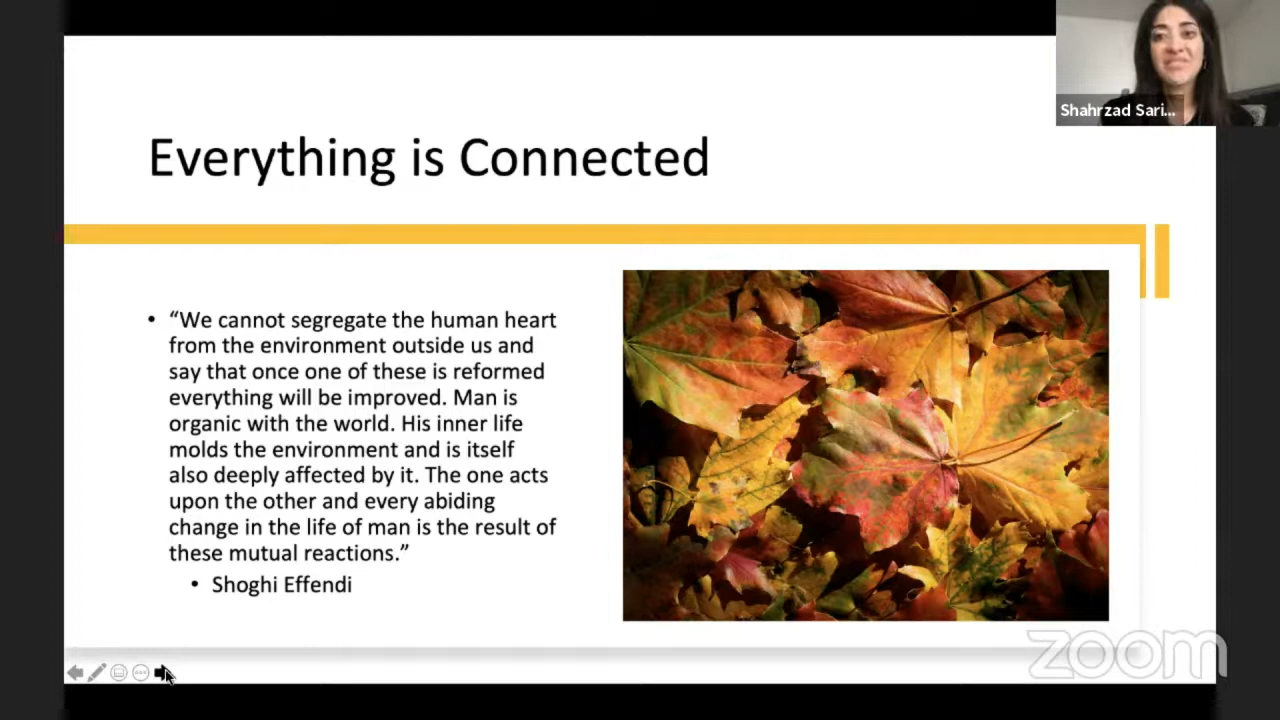 Shahrzad Sari...
Everything is Connected
• “We cannot segregate the human heart
from the environment outside us and
say that once one of these is reformed
everything will be improved. Man is
organic with the world. His inner life
molds the environment and is itself
also deeply affected by it. The one acts
upon the other and every abiding
change in the life of man is the result of
these mutual reactions.”
• Shoghi Effendi
zoom